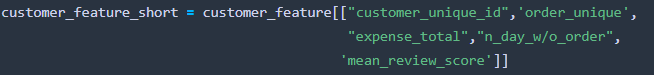 customer_feature_short = customer_feature[["customer_unique_id",'order_unique',
"expense_total","n_day_w/o_order",
'mean_review_score']]